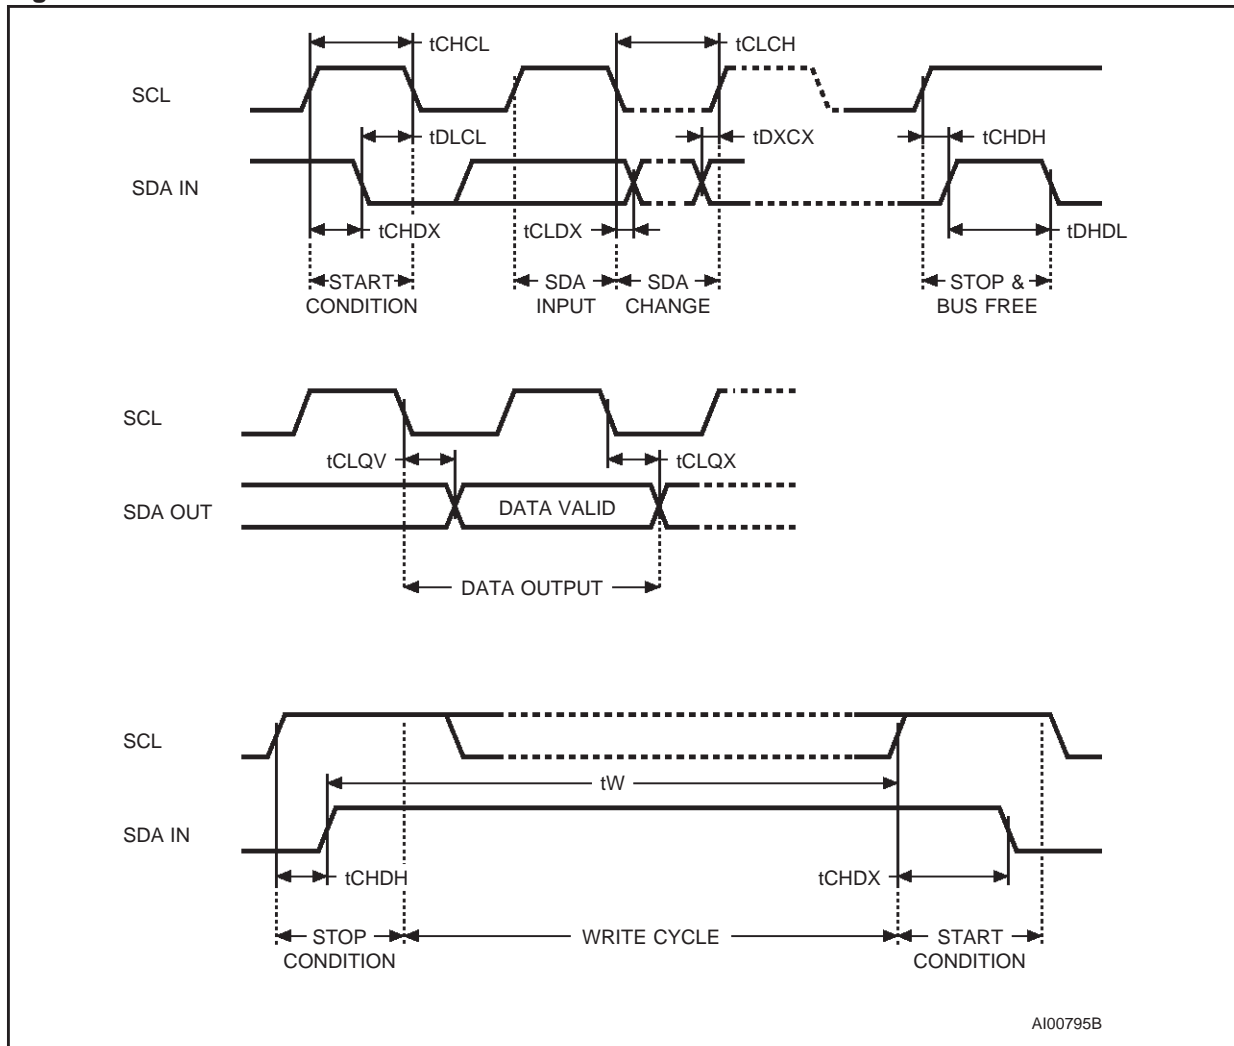 tCHCL
tCLCH
SCL
tDLCL
tDXCX
tCHDH
SDA IN
tCHDX
tCLDX
tDHDL
START
CONDITION
SDA
INPUT
SDA
CHANGE
STOP &
BUS FREE
SCL
tCLQV
tCLQX
SDA OUT
DATA VALID
DATA OUTPUT
SCL
tW
SDA IN
tCHDH
tCHDX
STOP
CONDITION
WRITE CYCLE
START
CONDITION
AI00795B